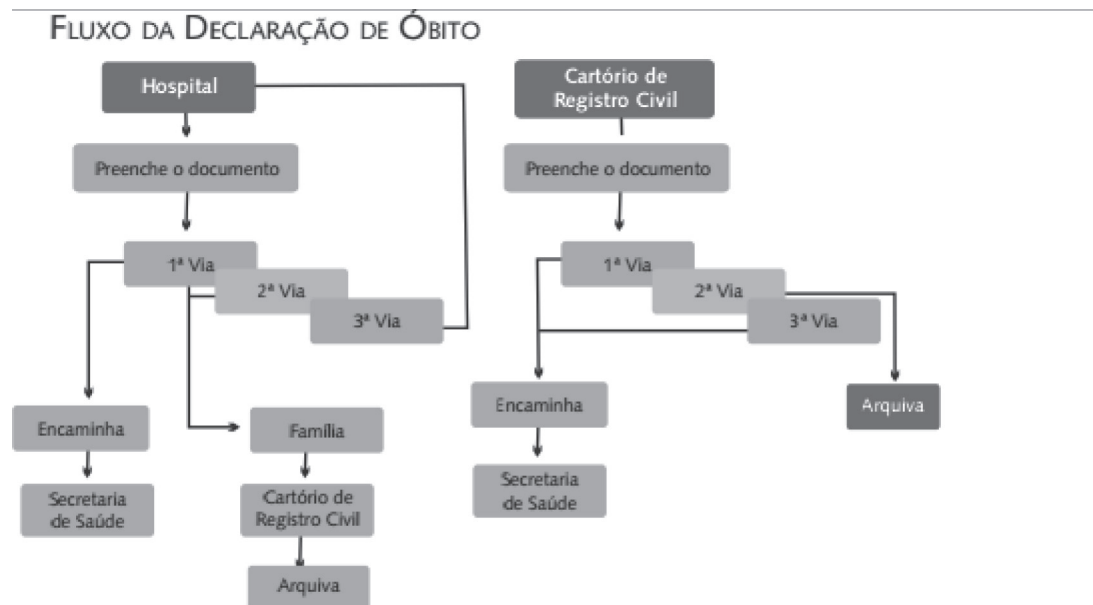 FLUXO DA DECLARAÇÃO DE ÓBITO
Hospital
Preenche o documento
1ª Via
2ª Via
3ª Via
Encaminha
Secretaria
de Saúde
Família
Cartório de
Registro Civil
Arquiva
Cartório de
Registro Civil
Preenche o documento
1ª Via
2ª Via
3ª Via
Encaminha
Secretaria
de Saúde
Arquiva